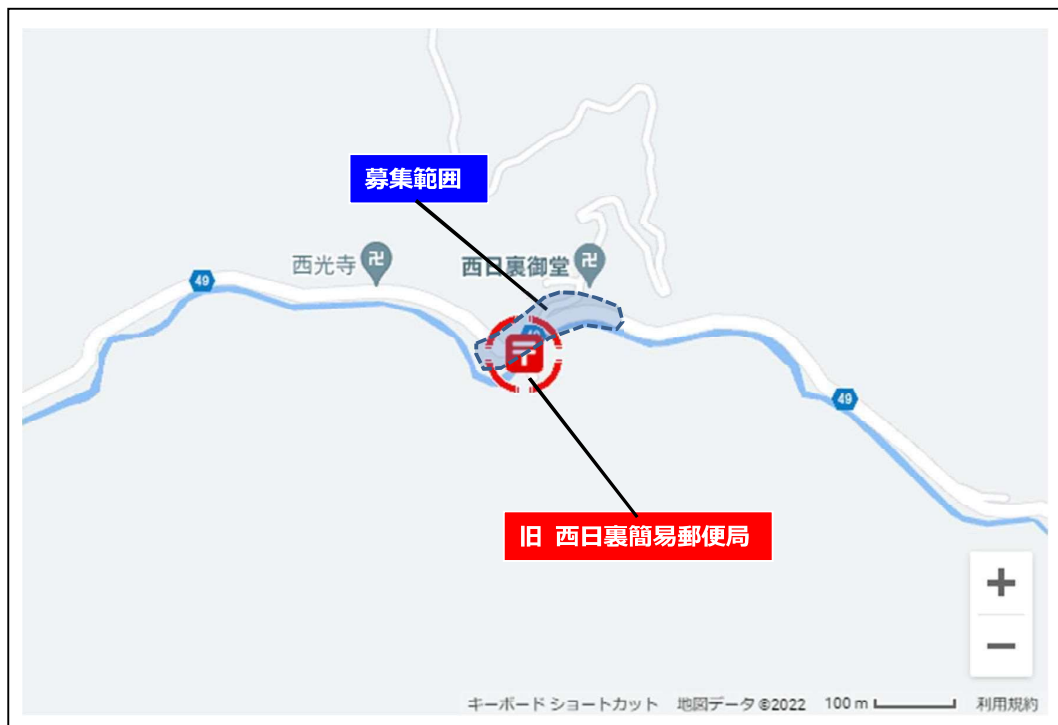 募集範囲
西光寺
西日裏御堂
49
49
旧 西日裏簡易郵便局
キーボード ショートカット 地図データ ©2022 100 m 利用規約